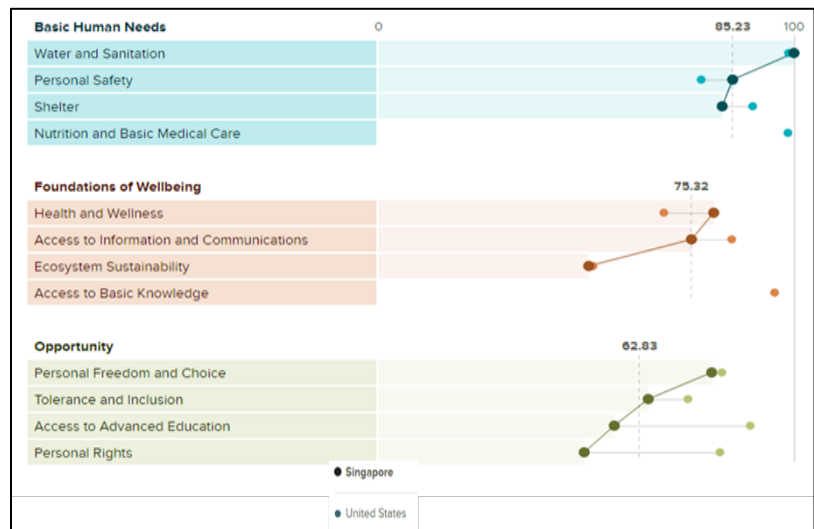 Basic Human Needs 0 85.23 100
Water and Sanitation
Personal Safety
Shelter
Nutrition and Basic Medical Care
Foundations of Wellbeing 75.32
Health and Wellness
Access to Information and Communications
Ecosystem Sustainability
Access to Basic Knowledge
Opportunity 62.83
Personal Freedom and Choice
Tolerance and Inclusion
Access to Advanced Education
Personal Rights
Singapore
United States